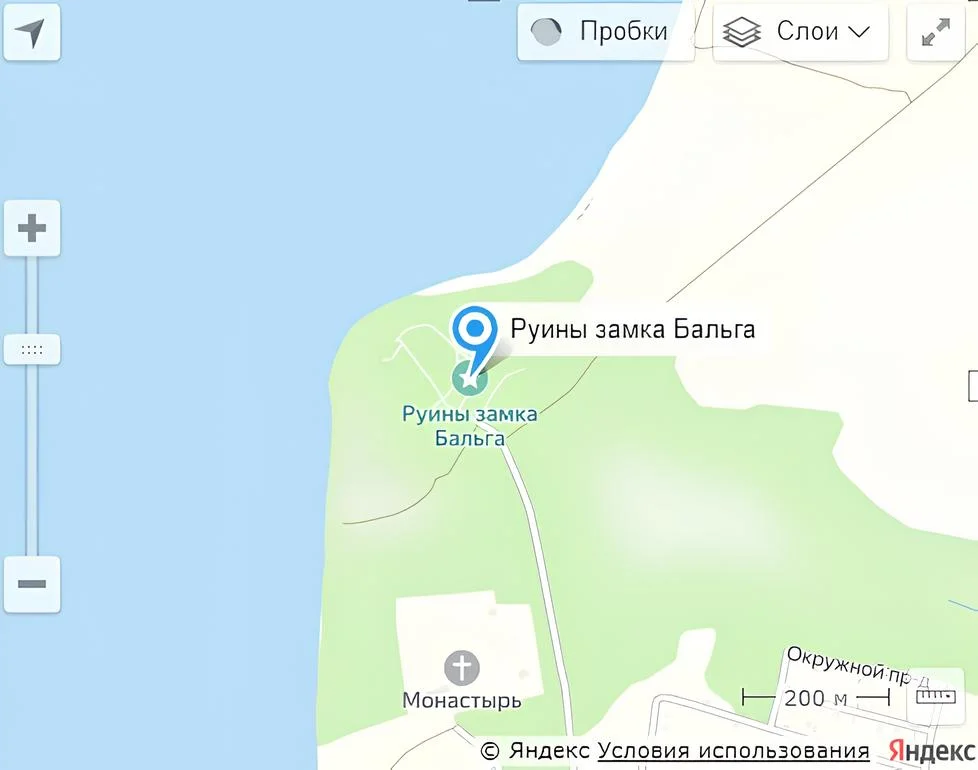 Пробки
Слои
Руины замка Бальга
Руины замка
Бальга
Монастырь
Окружной пр-д
200 м
© Яндекс Условия использования
Яндекс